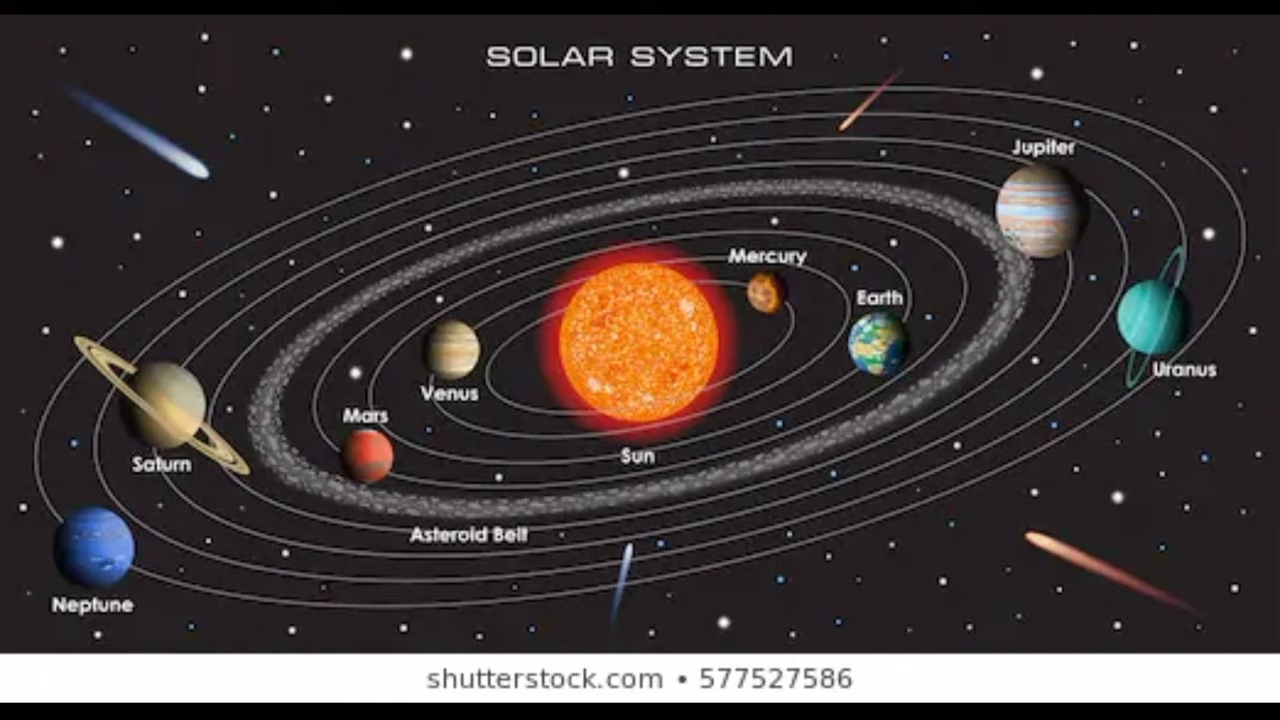 SOLAR SYSTEM
Jupiter
Mercury
Earth
Uranus
Venus
Mars
Sun
Saturn
Asteroid Belt
Neptune
shutterstock.com • 577527586